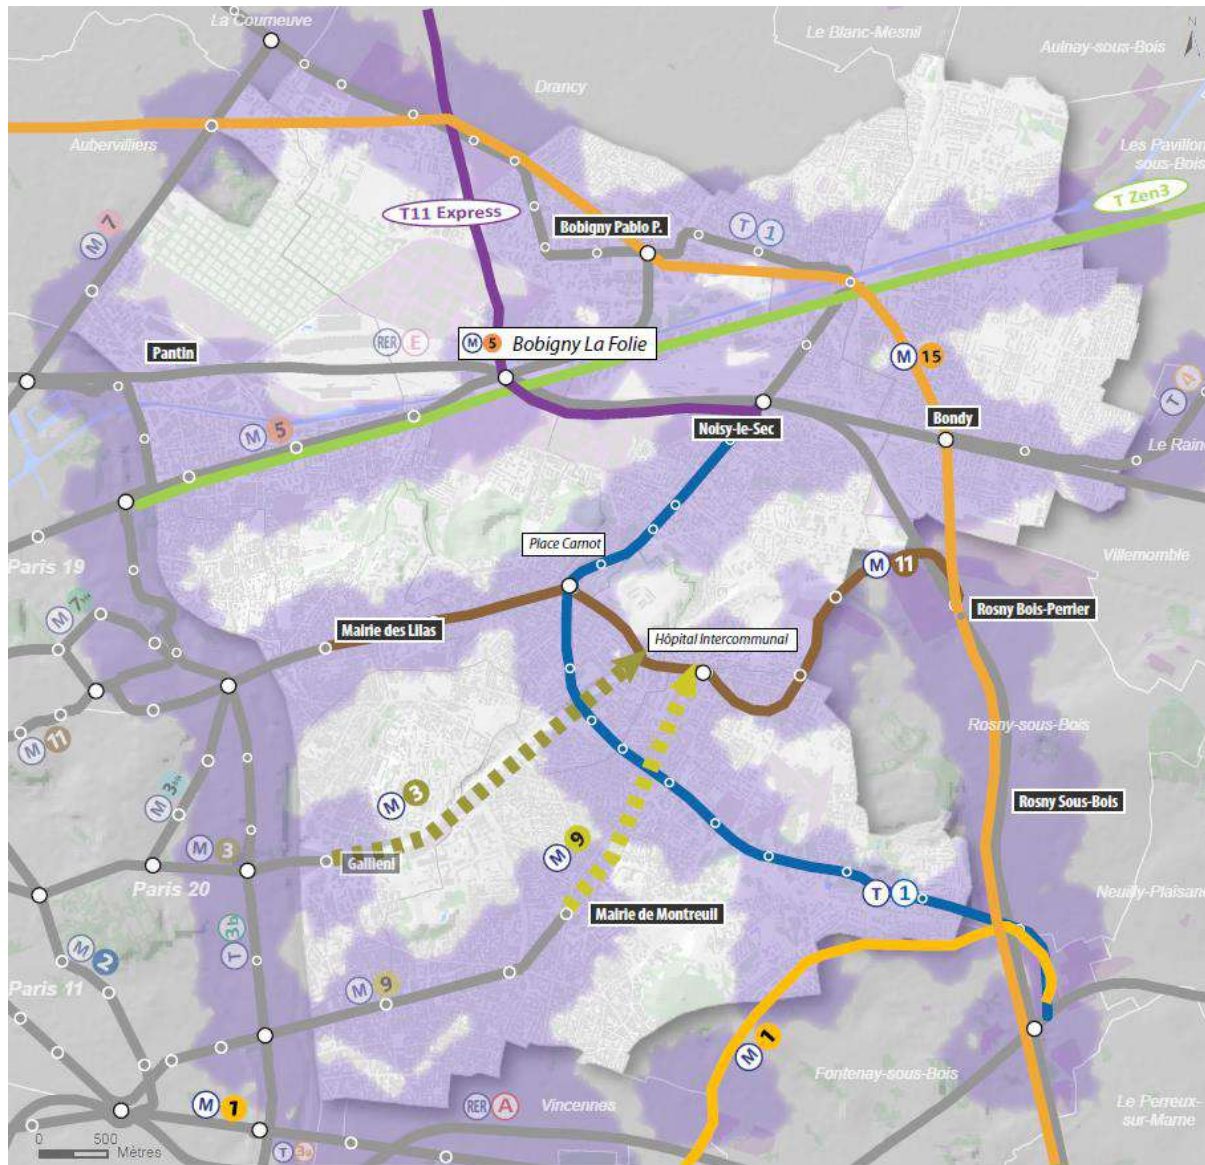 La Courneuve
Le Blanc-Mesnil
N
Aulnay-sous-Bois
Drancy
Aubervilliers
Les Pavillon
sous-Bois
T Zen3
T11 Express
M 7
Bobigny Pablo P.
T 1
RER E
M 5 Bobigny La Folie
Pantin
M 15
T 4
Bondy
M 5
Noisy-le-Sec
Le Rainc
Place Carnot
Villemomble
Paris 19
M 11
M 7bis
Mairie des Lilas
Rosny Bois-Perrier
Hôpital Intercommunal
Rosny-sous-Bois
M 11
M 3bis
M 3
Rosny Sous-Bois
M 3
Gallieni
M 9
Paris 20
Neuilly-Plaisanc
T 1
Mairie de Montreuil
T 3b
M 2
Paris 11
M 9
M 1
Fontenay-sous-Bois
M 1
RER A
Vincennes
Le Perreux-
sur-Marne
0 500
Mètres
T 3a